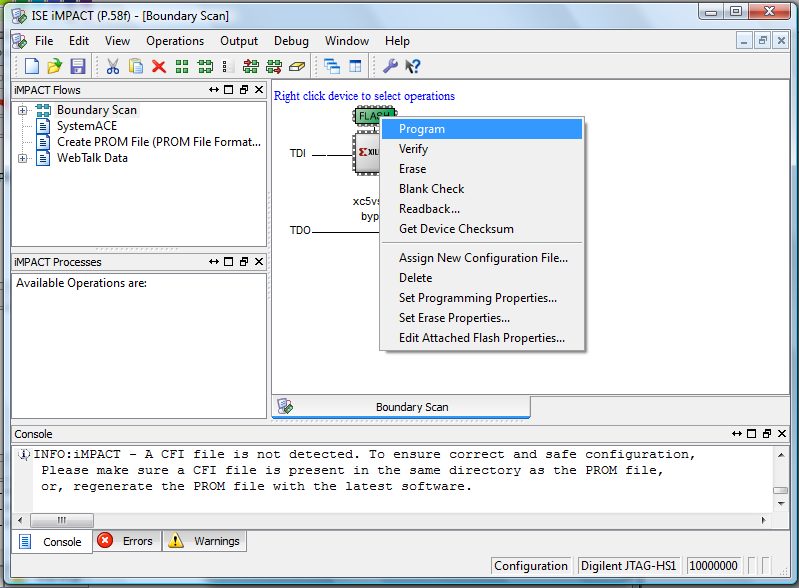 ISE iMPACT (P.58f) - [Boundary Scan]
File Edit View Operations Output Debug Window Help
iMPACT Flows
Boundary Scan
SystemACE
Create PROM File (PROM File Format...
WebTalk Data
iMPACT Processes
Available Operations are:
Right click device to select operations
FLASH
TDI
XIL
xc5vs
byp
TDO
Program
Verify
Erase
Blank Check
Readback...
Get Device Checksum
Assign New Configuration File...
Delete
Set Programming Properties...
Set Erase Properties...
Edit Attached Flash Properties...
Boundary Scan
Console
INFO:iMPACT - A CFI file is not detected. To ensure correct and safe configuration,
Please make sure a CFI file is present in the same directory as the PROM file,
or, regenerate the PROM file with the latest software.
Console Errors Warnings
Configuration Digilent JTAG-HS1 10000000